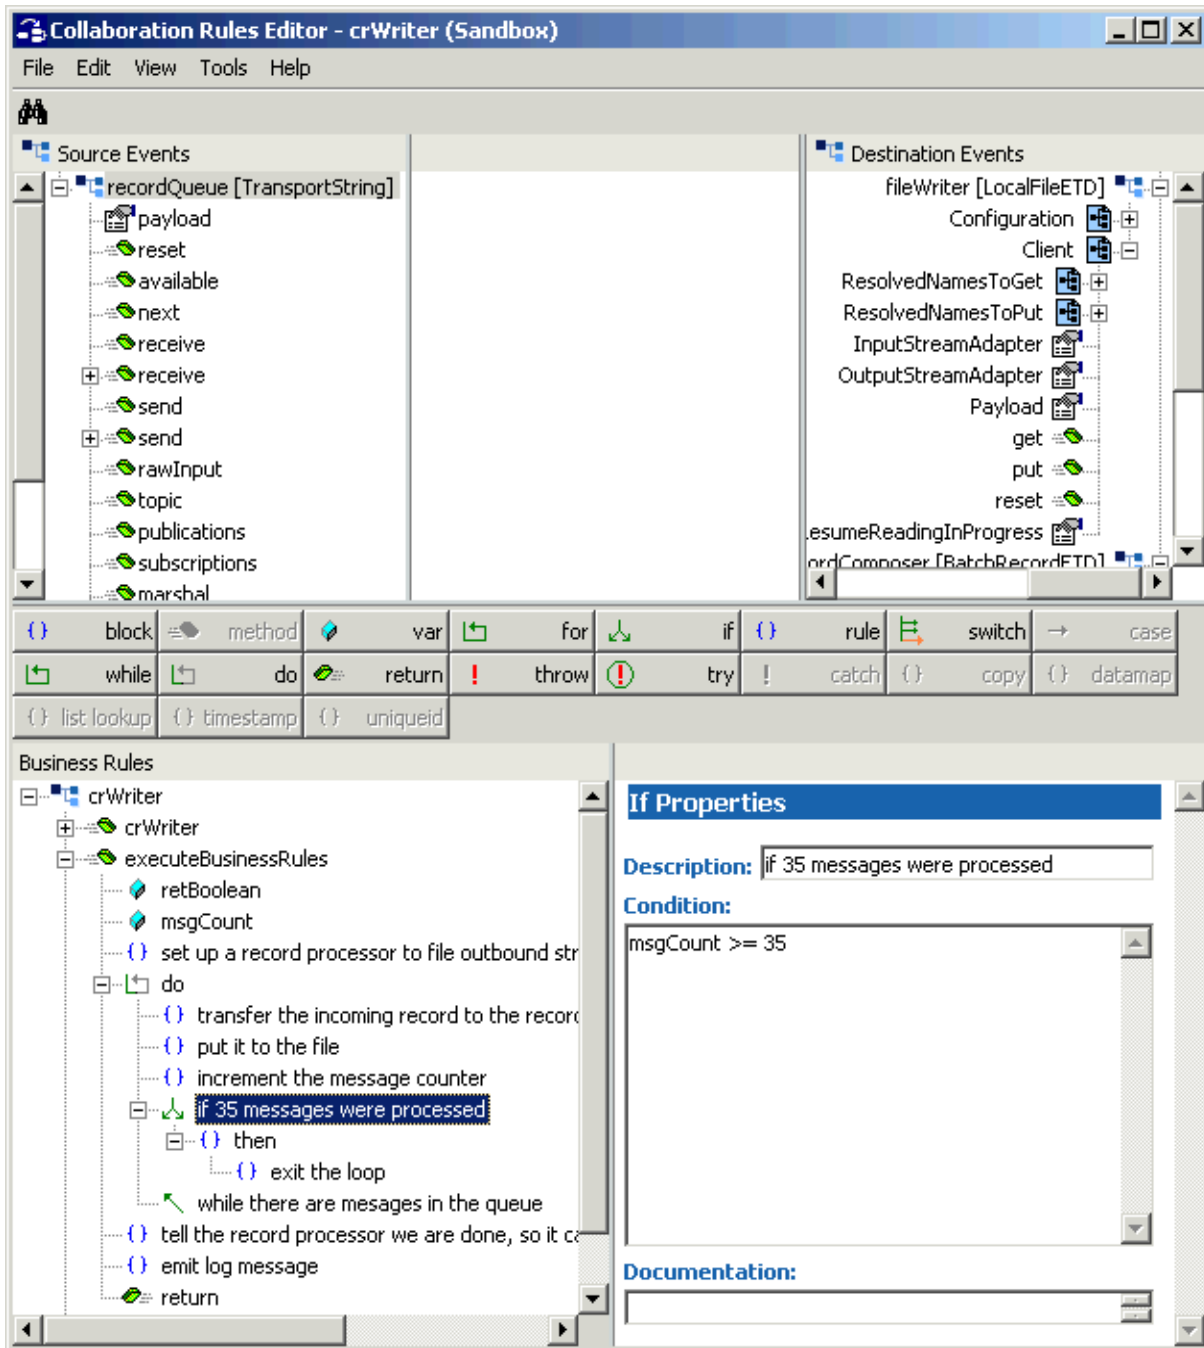 Collaboration Rules Editor - crWriter (Sandbox)
File Edit View Tools Help
Source Events
recordQueue [TransportString]
payload
reset
available
next
receive
receive
send
send
rawInput
topic
publications
subscriptions
marshal
Destination Events
fileWriter [LocalFileETD]
Configuration
Client
ResolvedNamesToGet
ResolvedNamesToPut
InputStreamAdapter
OutputStreamAdapter
Payload
get
put
reset
esumeReadingInProgress
ordComposer [BatchRecordETD]
{} block method var for if {} rule switch case
while do return throw try catch {} copy {} datamap
{} list lookup {} timestamp {} uniqueid
Business Rules
crWriter
crWriter
executeBusinessRules
retBoolean
msgCount
{} set up a record processor to file outbound str
do
{} transfer the incoming record to the record
{} put it to the file
{} increment the message counter
if 35 messages were processed
{} then
{} exit the loop
while there are mesages in the queue
{} tell the record processor we are done, so it ca
{} emit log message
return
If Properties
Description: if 35 messages were processed
Condition:
msgCount >= 35
Documentation: